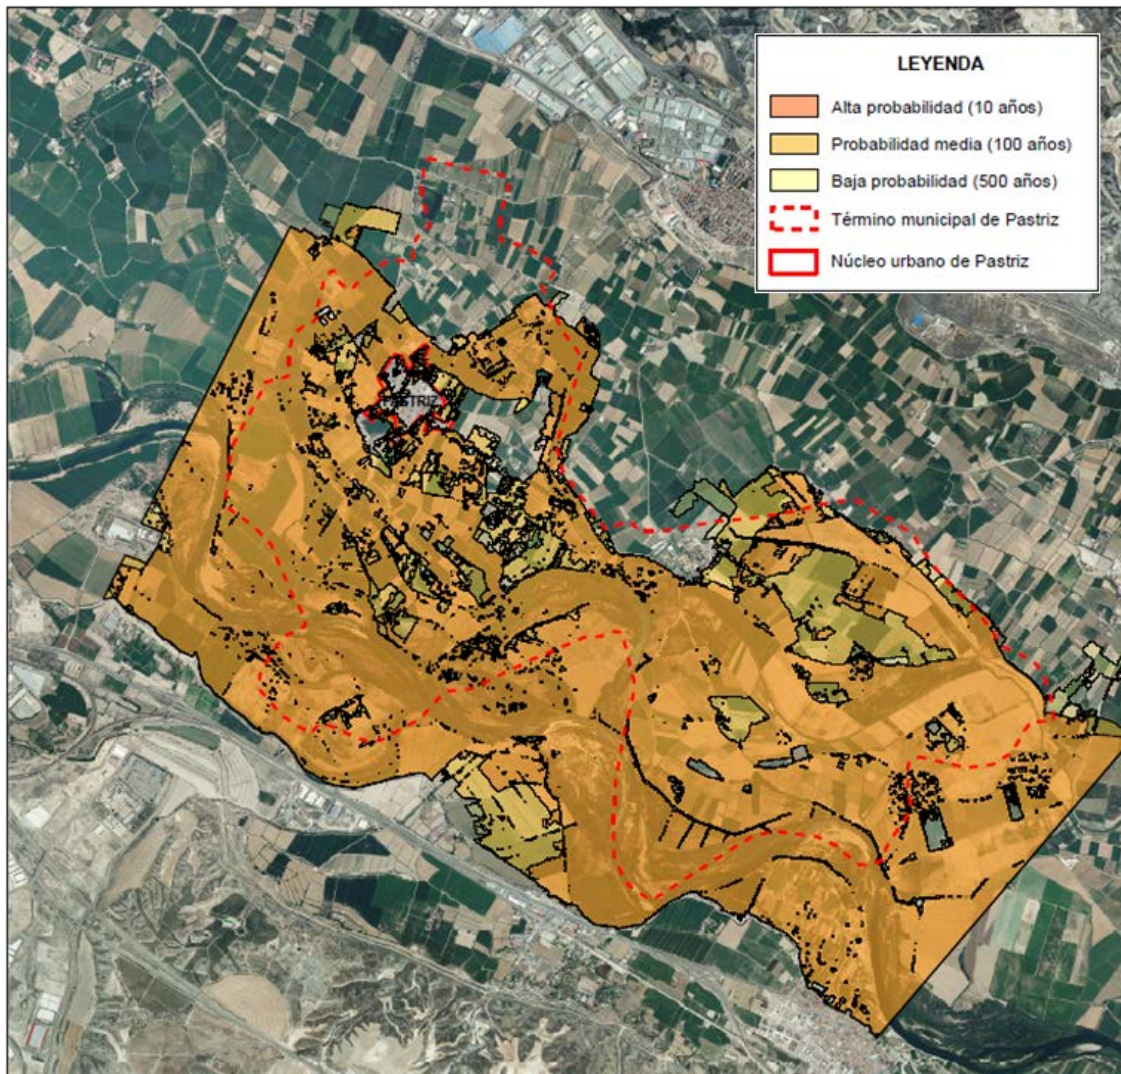 LEYENDA
Alta probabilidad (10 años)
Probabilidad media (100 años)
Baja probabilidad (500 años)
Término municipal de Pastriz
Núcleo urbano de Pastriz
PASTRIZ